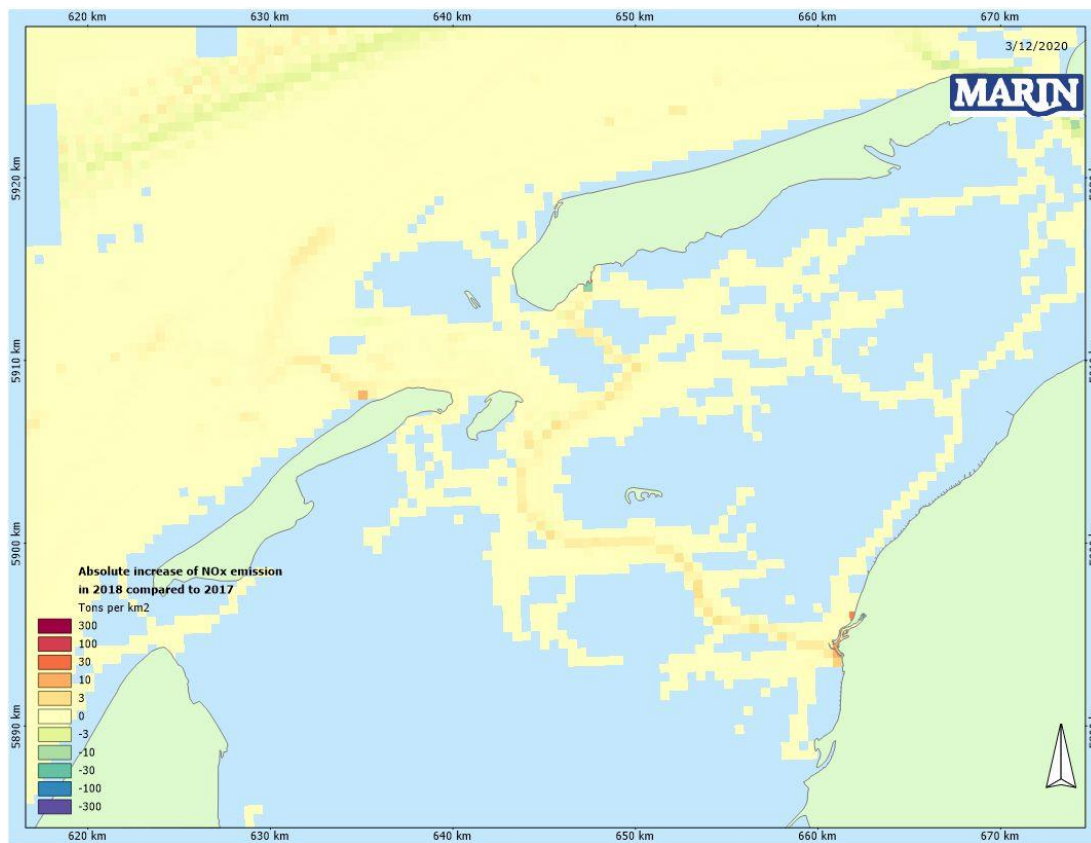 620 km 630 km 640 km 650 km 660 km 670 km
3/12/2020
MARIN
5920 km
5910 km
5900 km
5890 km
Absolute increase of NOx emission
in 2018 compared to 2017
Tons per km2
300
100
30
10
3
0
-3
-10
-30
-100
-300
620 km 630 km 640 km 650 km 660 km 670 km